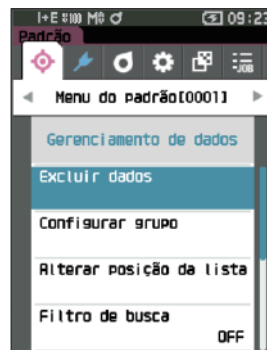 I+E M 09:23
Padrão
JOB
Menu do padrão[0001]
Gerenciamento de dados
Excluir dados
Configurar grupo
Alterar posição da lista
Filtro de busca
OFF